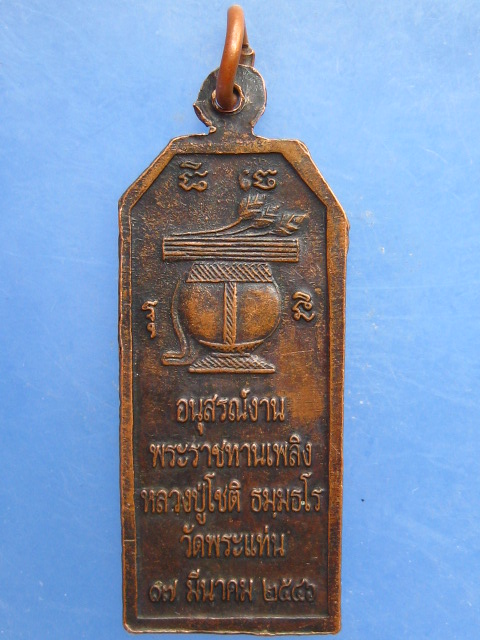 อนุสรณ์งาน
พระราชทานเพลิง
หลวงปู่โชติ ธมมธโร
วัดพระแท่น
๑๗ มีนาคม ๒๕๔๖